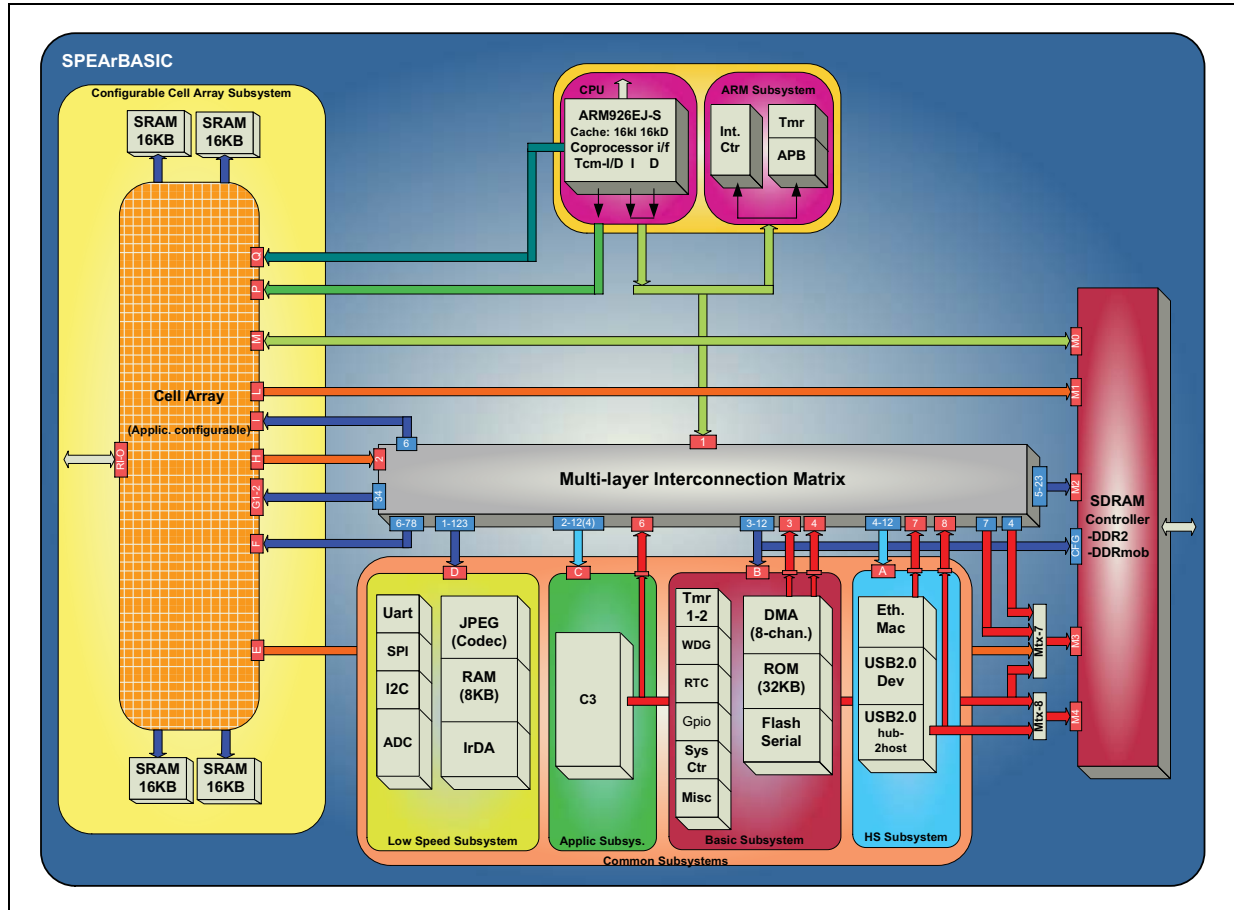 SPEArBASIC
Configurable Cell Array Subsystem
SRAM
16KB
SRAM
16KB
CPU
ARM926EJ-S
Cache: 16kI 16kD
Coprocessor i/f
Tcm-I/D I D
ARM Subsystem
Int.
Ctr
Tmr
APB
Q
P
M
L
I
H
G1-2
F
E
RI-O
Cell Array
(Applic. configurable)
SRAM
16KB
SRAM
16KB
M0
M1
M2
CFG
M3
M4
SDRAM
Controller
-DDR2
-DDRmob
6
1
2
34
5-23
Multi-layer Interconnection Matrix
6-78
1-123
2-12(4)
6
3-12
3
4
4-12
7
8
7
4
D
C
B
A
Uart
SPI
I2C
ADC
JPEG
(Codec)
RAM
(8KB)
IrDA
Low Speed Subsystem
C3
Applic Subsys.
Tmr
1-2
WDG
RTC
Gpio
Sys
Ctr
Misc
DMA
(8-chan.)
ROM
(32KB)
Flash
Serial
Basic Subsystem
Eth.
Mac
USB2.0
Dev
USB2.0
hub-
2host
HS Subsystem
Mtx-7
Mtx-8
Common Subsystems